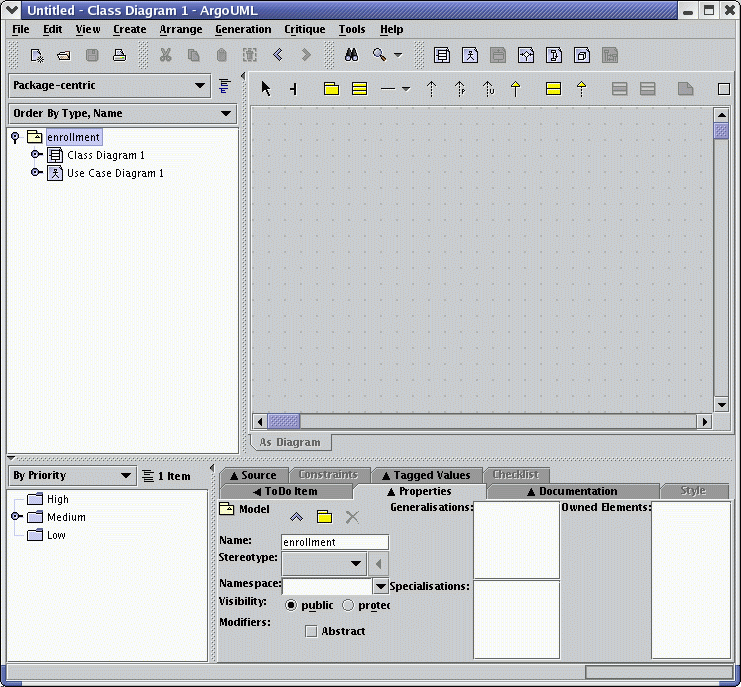 Untitled - Class Diagram 1 - ArgoUML
File Edit View Create Arrange Generation Critique Tools Help
Package-centric
Order By Type, Name
enrollment
Class Diagram 1
Use Case Diagram 1
As Diagram
By Priority 1 Item
High
Medium
Low
Source Constraints Tagged Values Checklist
ToDo Item Properties Documentation Style
Model Generalisations: Owned Elements:
Name: enrollment
Stereotype:
Namespace: Specialisations:
Visibility: public protec
Modifiers:
Abstract